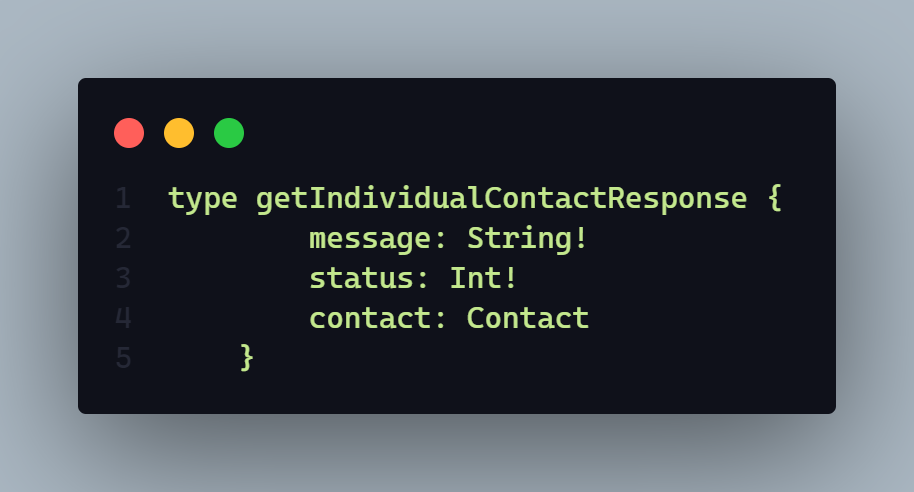 1 type getIndividualContactResponse {
2 message: String!
3 status: Int!
4 contact: Contact
5 }